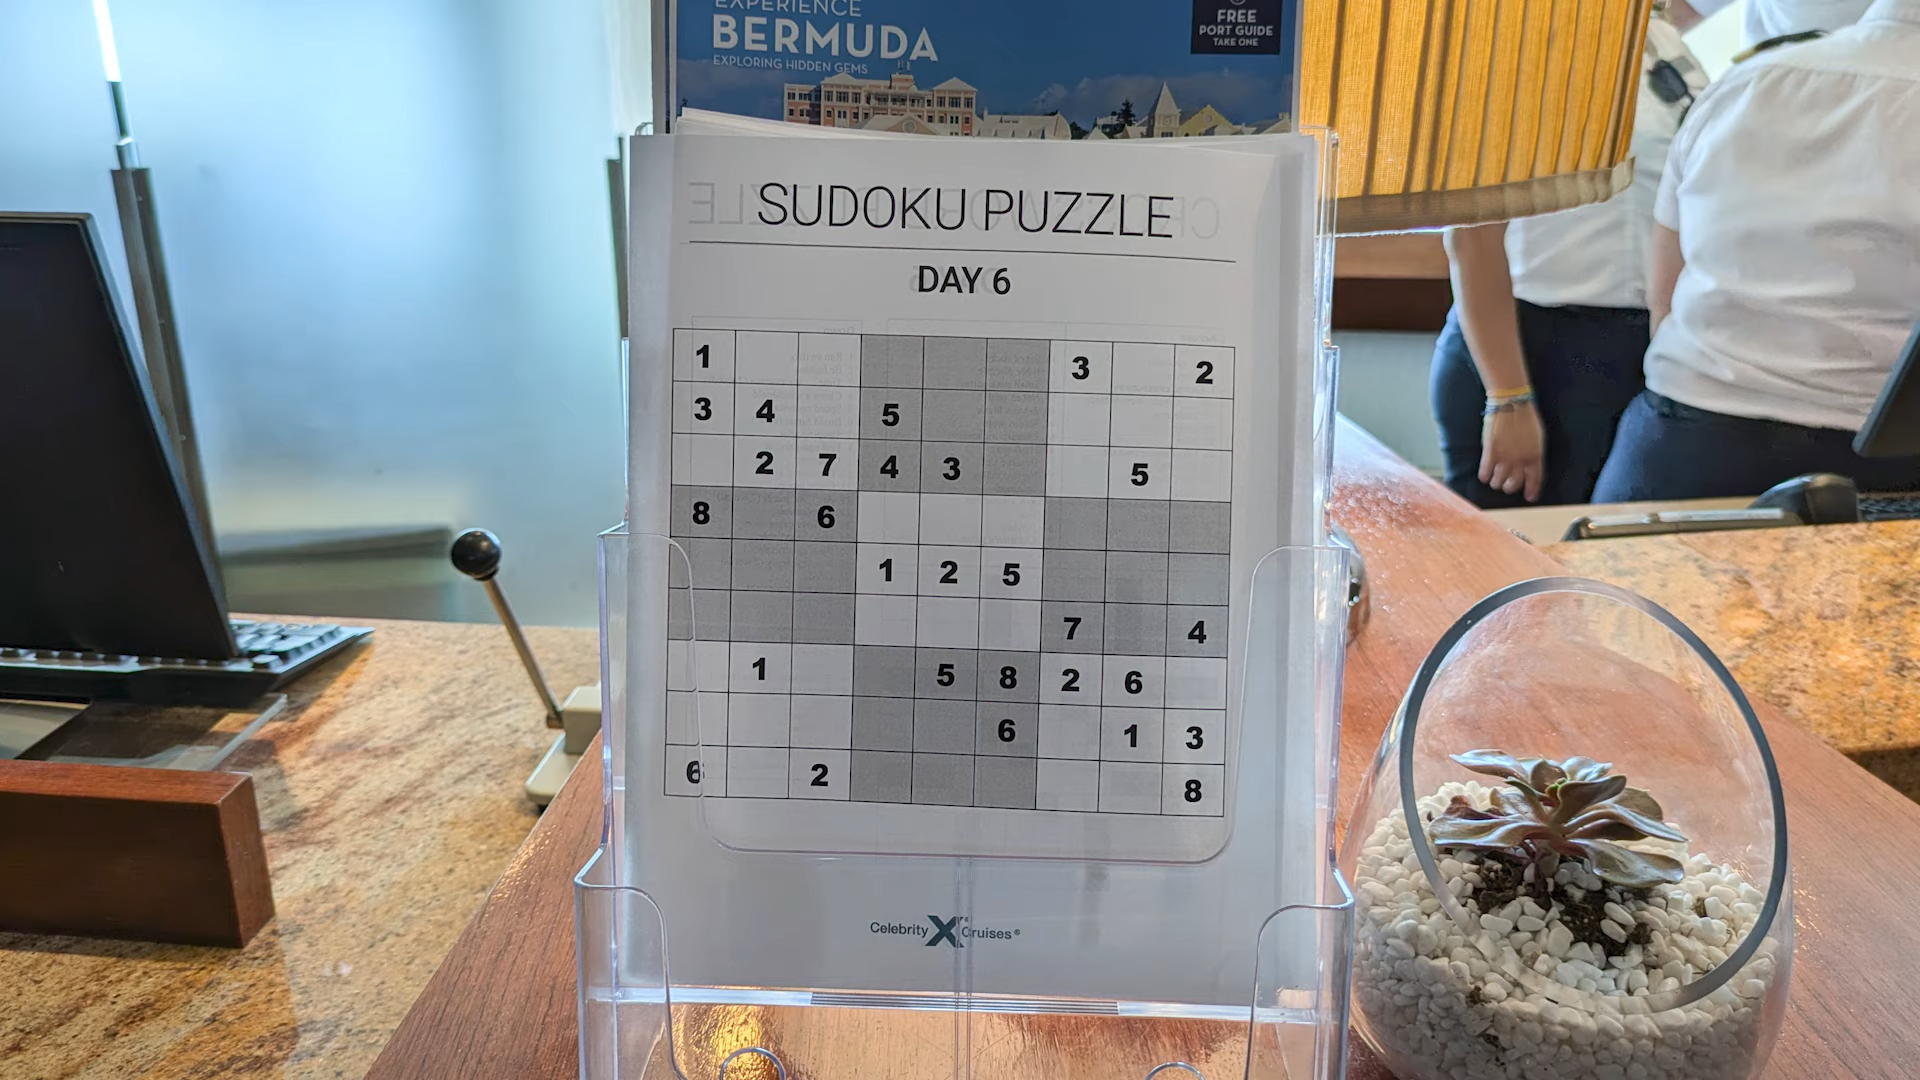 EXPERIENCE
BERMUDA
EXPLORING HIDDEN GEMS
FREE
PORT GUIDE
TAKE ONE
SUDOKU PUZZLE
DAY 6
1 3 2
3 4 5
2 7 4 3 5
8 6
1 2 5
7 4
1 5 8 2 6
6 1 3
6 2 8
Celebrity X Cruises®